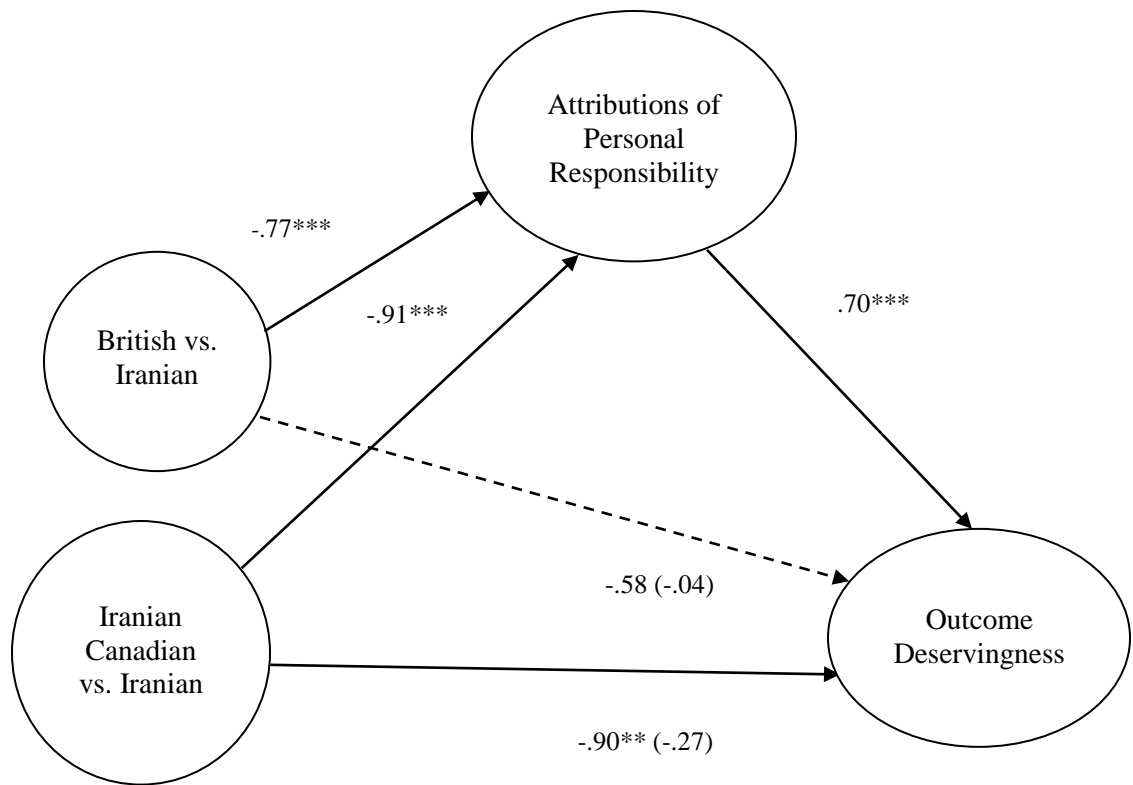 Attributions of
Personal
Responsibility
-.77***
-.91***
.70***
British vs.
Iranian
-.58 (-.04)
Iranian
Canadian
vs. Iranian
Outcome
Deservingness
-.90** (-.27)